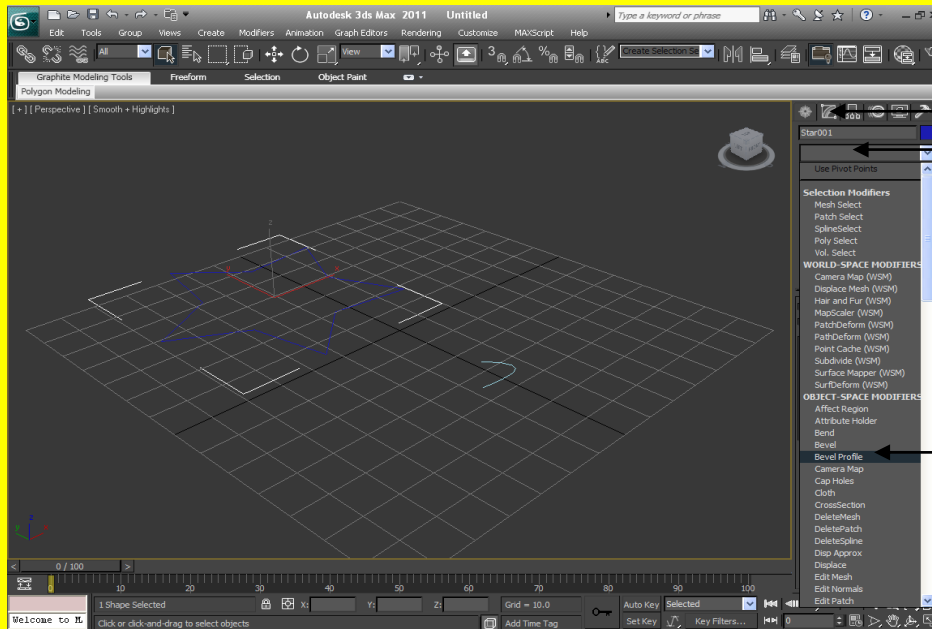 Autodesk 3ds Max 2011 Untitled
Type a keyword or phrase
Edit Tools Group Views Create Modifiers Animation Graph Editors Rendering Customize MAXScript Help
All
View
Create Selection Se
Graphite Modeling Tools Freeform Selection Object Paint
Polygon Modeling
[ + ] [ Perspective ] [ Smooth + Highlights ]
Star001
Use Pivot Points
Selection Modifiers
Mesh Select
Patch Select
SplineSelect
Poly Select
Vol. Select
WORLD-SPACE MODIFIERS
Camera Map (WSM)
Displace Mesh (WSM)
Hair and Fur (WSM)
MapScaler (WSM)
PatchDeform (WSM)
PathDeform (WSM)
Point Cache (WSM)
Subdivide (WSM)
Surface Mapper (WSM)
SurfDeform (WSM)
OBJECT-SPACE MODIFIERS
Affect Region
Attribute Holder
Bend
Bevel
Bevel Profile
Camera Map
Cap Holes
Cloth
CrossSection
DeleteMesh
DeletePatch
DeleteSpline
Disp Approx
Displace
Edit Mesh
Edit Normals
Edit Patch
z
x
z
y
0 / 100
0 10 20 30 40 50 60 70 80 90 100
1 Shape Selected X: Y: Z: Grid = 10.0 Auto Key Selected
Welcome to M
Click or click-and-drag to select objects Add Time Tag Set Key Key Filters... 0